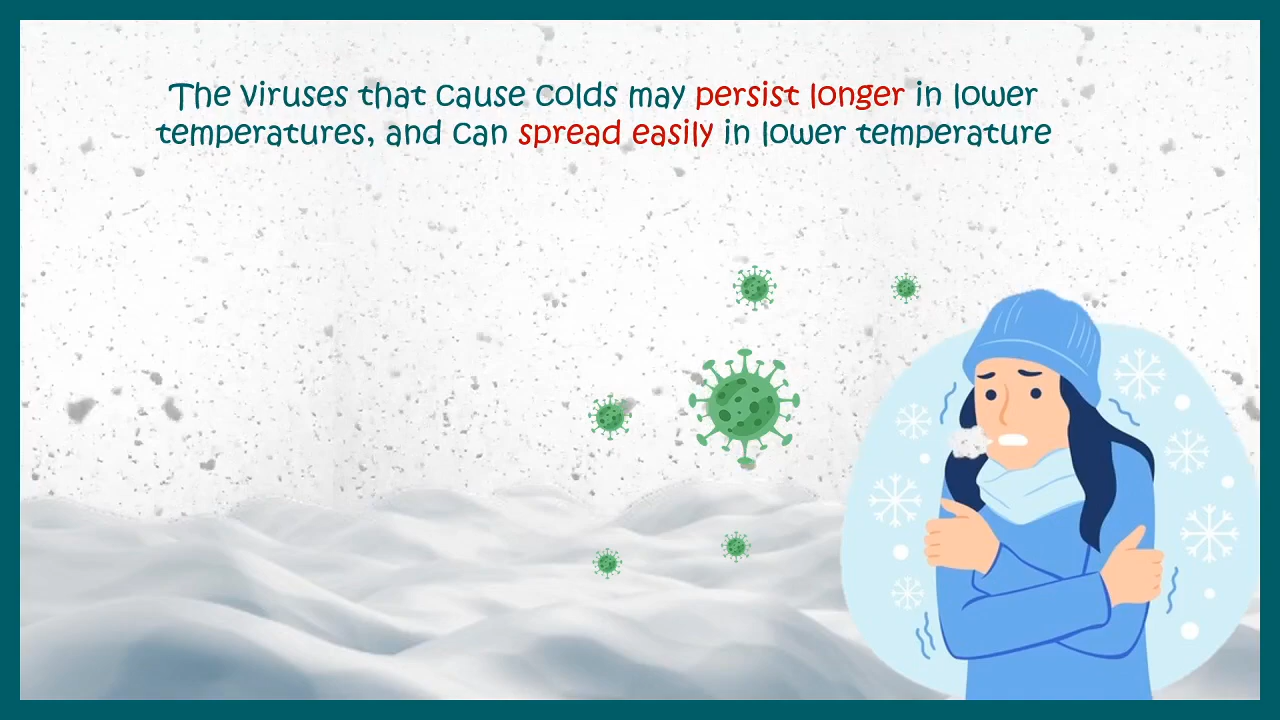 The viruses that cause colds may persist longer in lower
temperatures, and can spread easily in lower temperature